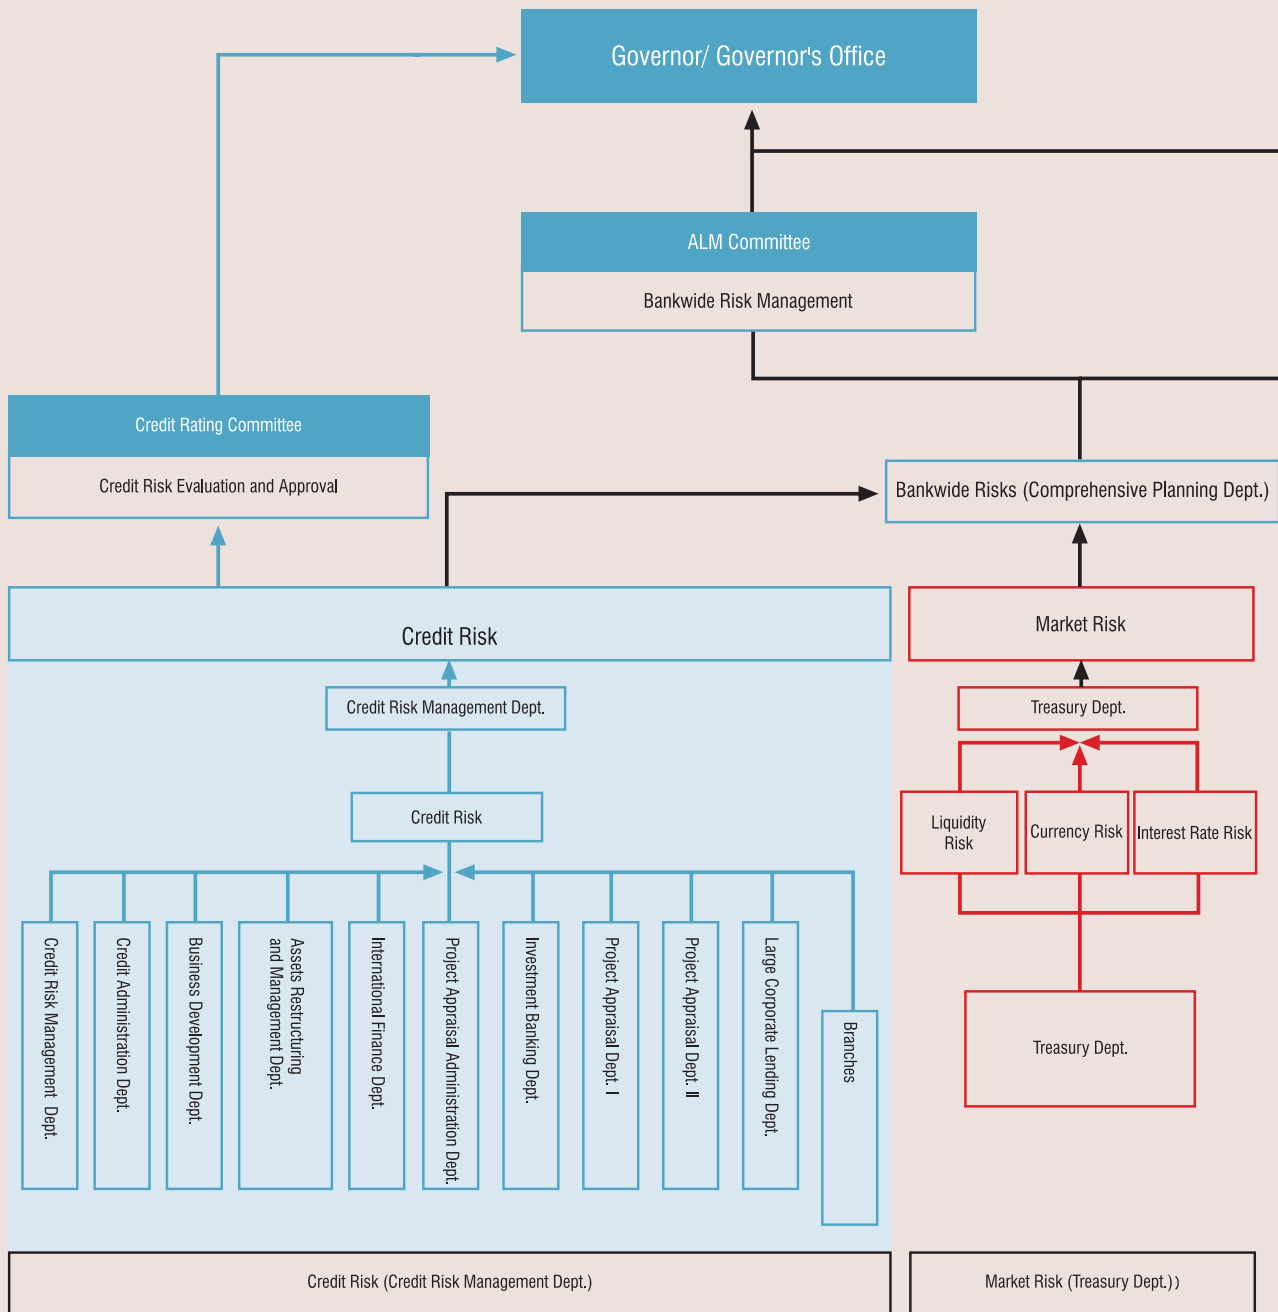 Governor/ Governor's Office
ALM Committee
Bankwide Risk Management
Credit Rating Committee
Credit Risk Evaluation and Approval
Bankwide Risks (Comprehensive Planning Dept.)
Credit Risk
Market Risk
Credit Risk Management Dept.
Treasury Dept.
Credit Risk
Liquidity
Risk
Currency Risk
Interest Rate Risk
Credit Risk Management Dept.
Credit Administration Dept.
Business Development Dept.
Assets Restructuring
and Management Dept.
International Finance Dept.
Project Appraisal Administration Dept.
Investment Banking Dept.
Project Appraisal Dept. I
Project Appraisal Dept. II
Large Corporate Lending Dept.
Branches
Treasury Dept.
Credit Risk (Credit Risk Management Dept.)
Market Risk (Treasury Dept.) )